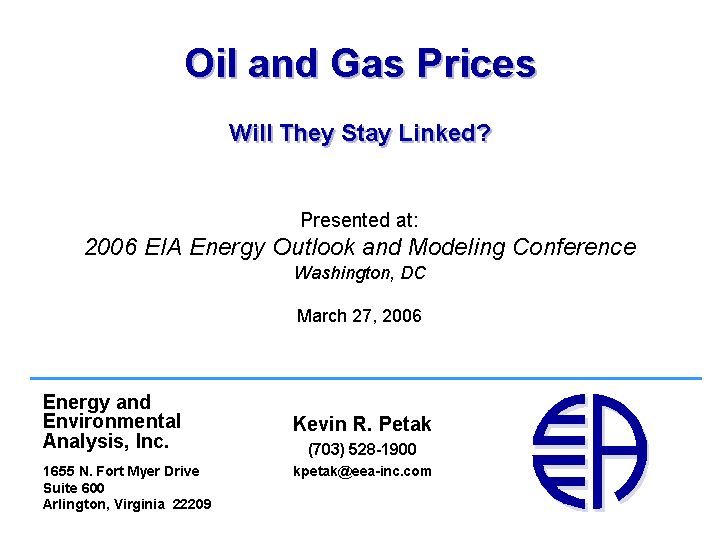 Oil and Gas Prices
Will They Stay Linked?
Presented at:
2006 EIA Energy Outlook and Modeling Conference
Washington, DC
March 27, 2006
Energy and
Environmental
Analysis, Inc.
1655 N. Fort Myer Drive
Suite 600
Arlington, Virginia 22209
Kevin R. Petak
(703) 528-1900
kpetak@eea-inc.com
EEA